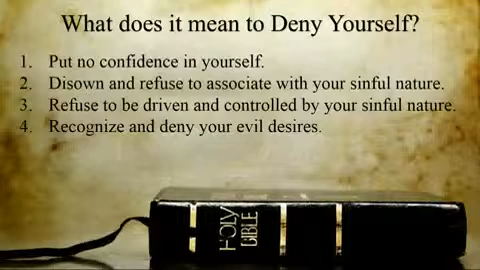 What does it mean to Deny Yourself?
1. Put no confidence in yourself.
2. Disown and refuse to associate with your sinful nature.
3. Refuse to be driven and controlled by your sinful nature.
4. Recognize and deny your evil desires.
HOLY
BIBLE